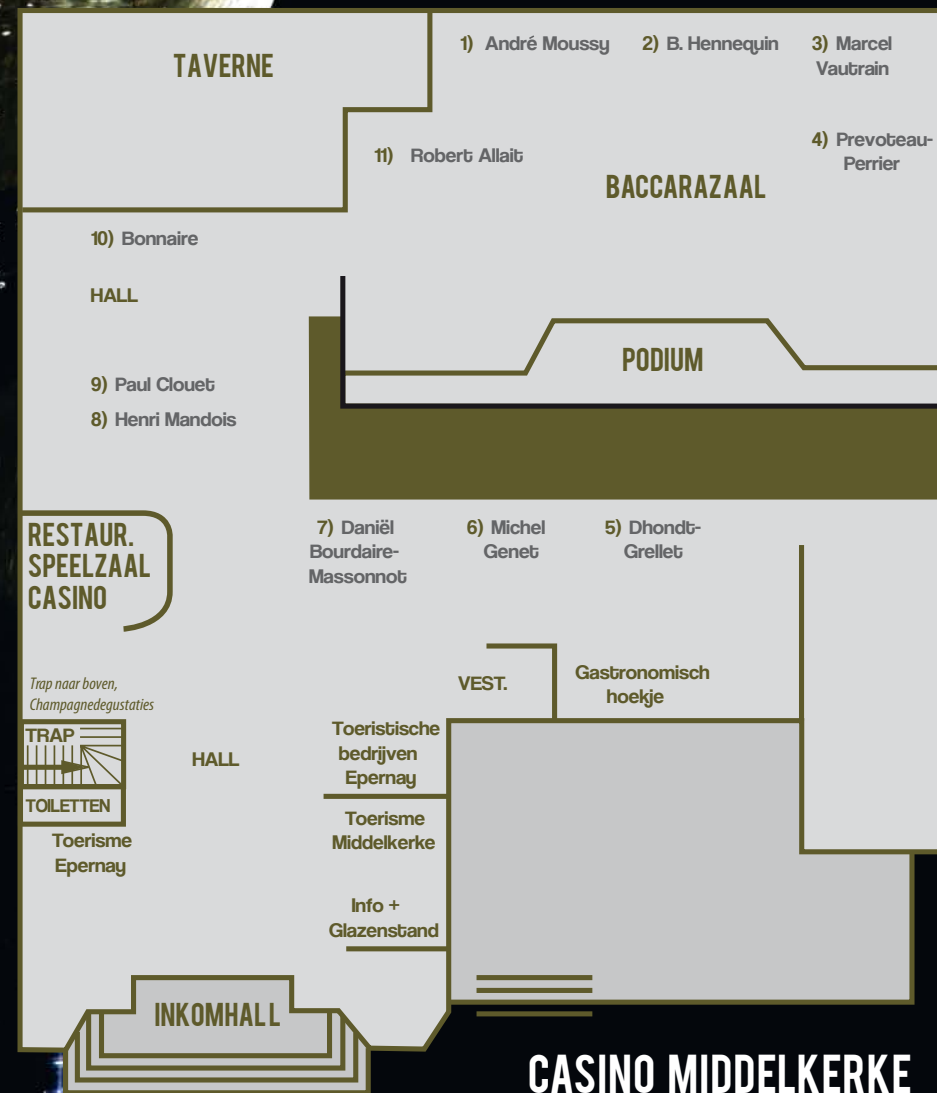 TAVERNE
1) André Moussy
2) B. Hennequin
3) Marcel
Vautrain
4) Prevoteau-
Perrier
11) Robert Allait
BACCARAZAAL
10) Bonnaire
HALL
PODIUM
9) Paul Clouet
8) Henri Mandois
RESTAUR.
SPEELZAAL
CASINO
7) Daniël
Bourdaire-
Massonnot
6) Michel
Genet
5) Dhondt-
Grellet
Trap naar boven,
Champagnedegustaties
VEST.
Gastronomisch
hoekje
TRAP
HALL
Toeristische
bedrijven
Epernay
TOILETTEN
Toerisme
Epernay
Toerisme
Middelkerke
Info +
Glazenstand
INKOMHALL
CASINO MIDDELKERKE